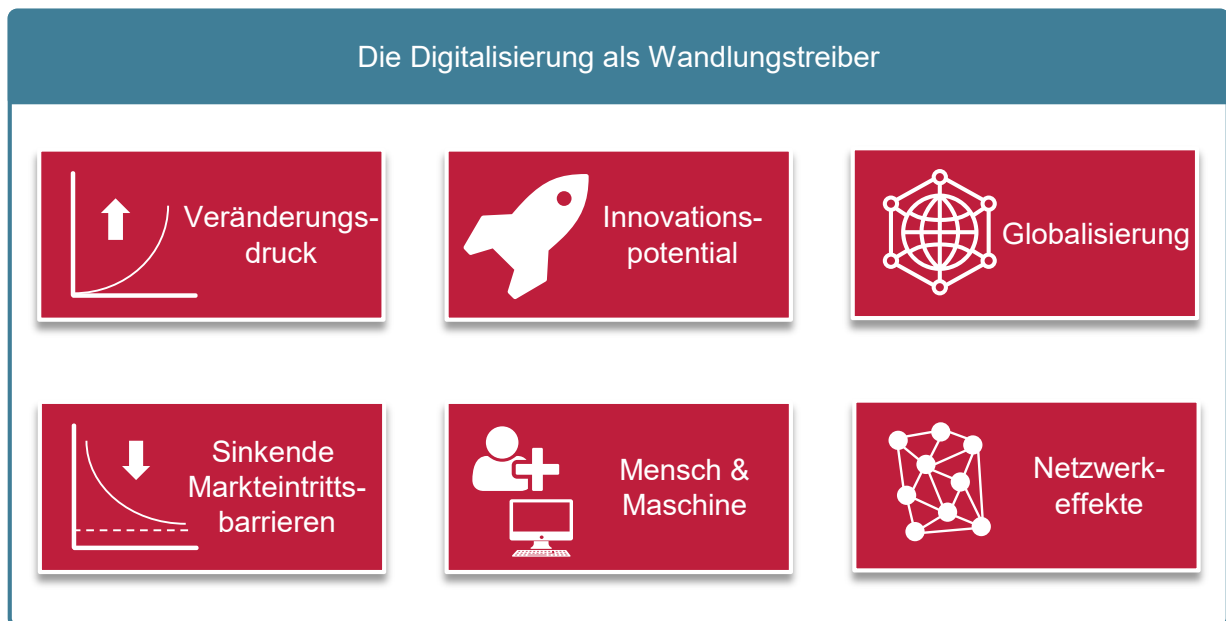 Die Digitalisierung als Wandlungstreiber
Veränderungs-
druck
Innovations-
potential
Globalisierung
Sinkende
Markteintritts-
barrieren
Mensch &
Maschine
Netzwerk-
effekte